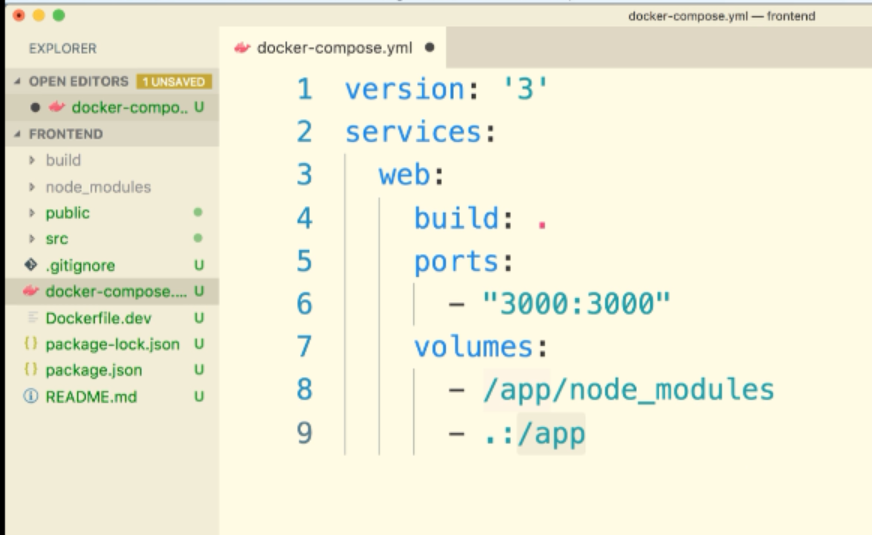 docker-compose.yml — frontend
EXPLORER
OPEN EDITORS 1 UNSAVED
docker-compo.. U
FRONTEND
build
node_modules
public
src
.gitignore U
docker-compose.... U
Dockerfile.dev U
package-lock.json U
package.json U
README.md U
docker-compose.yml
1 version: '3'
2 services:
3 web:
4 build: .
5 ports:
6 - "3000:3000"
7 volumes:
8 - /app/node_modules
9 - .:/app